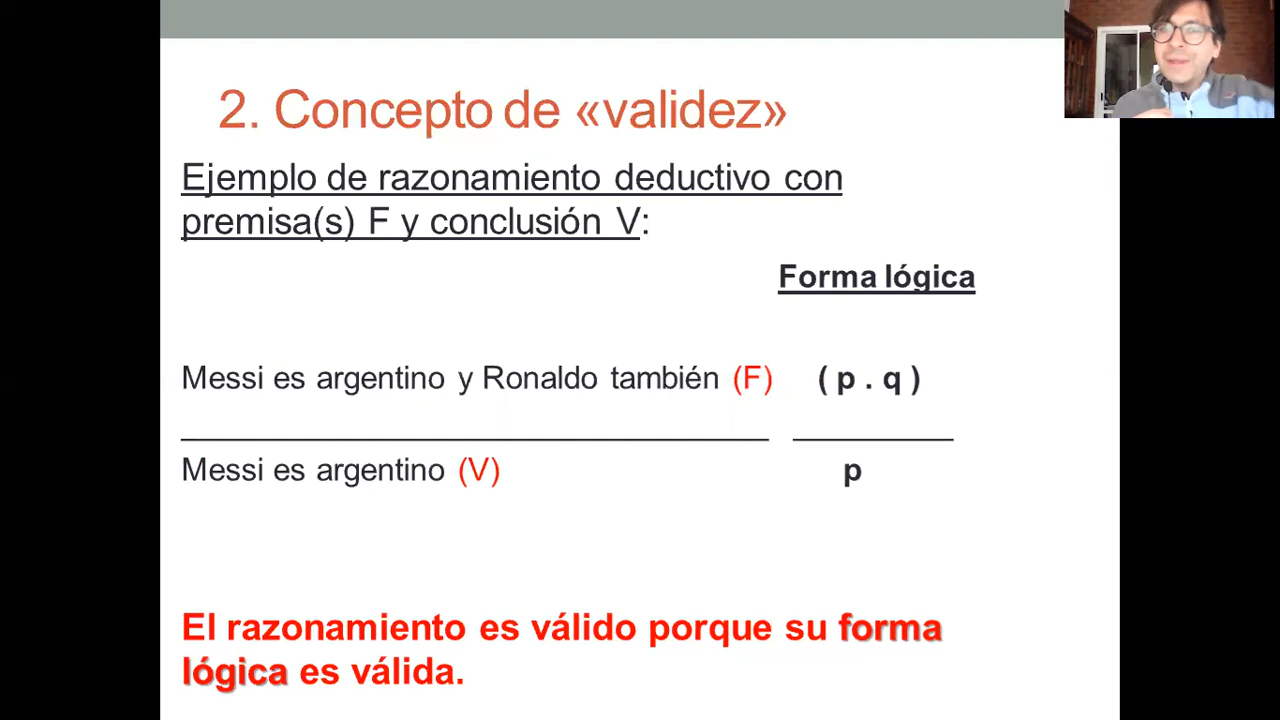 2. Concepto de «validez»
Ejemplo de razonamiento deductivo con
premisa(s) F y conclusión V:
Forma lógica
Messi es argentino y Ronaldo también (F) ( p . q )
Messi es argentino (V) p
El razonamiento es válido porque su forma
lógica es válida.